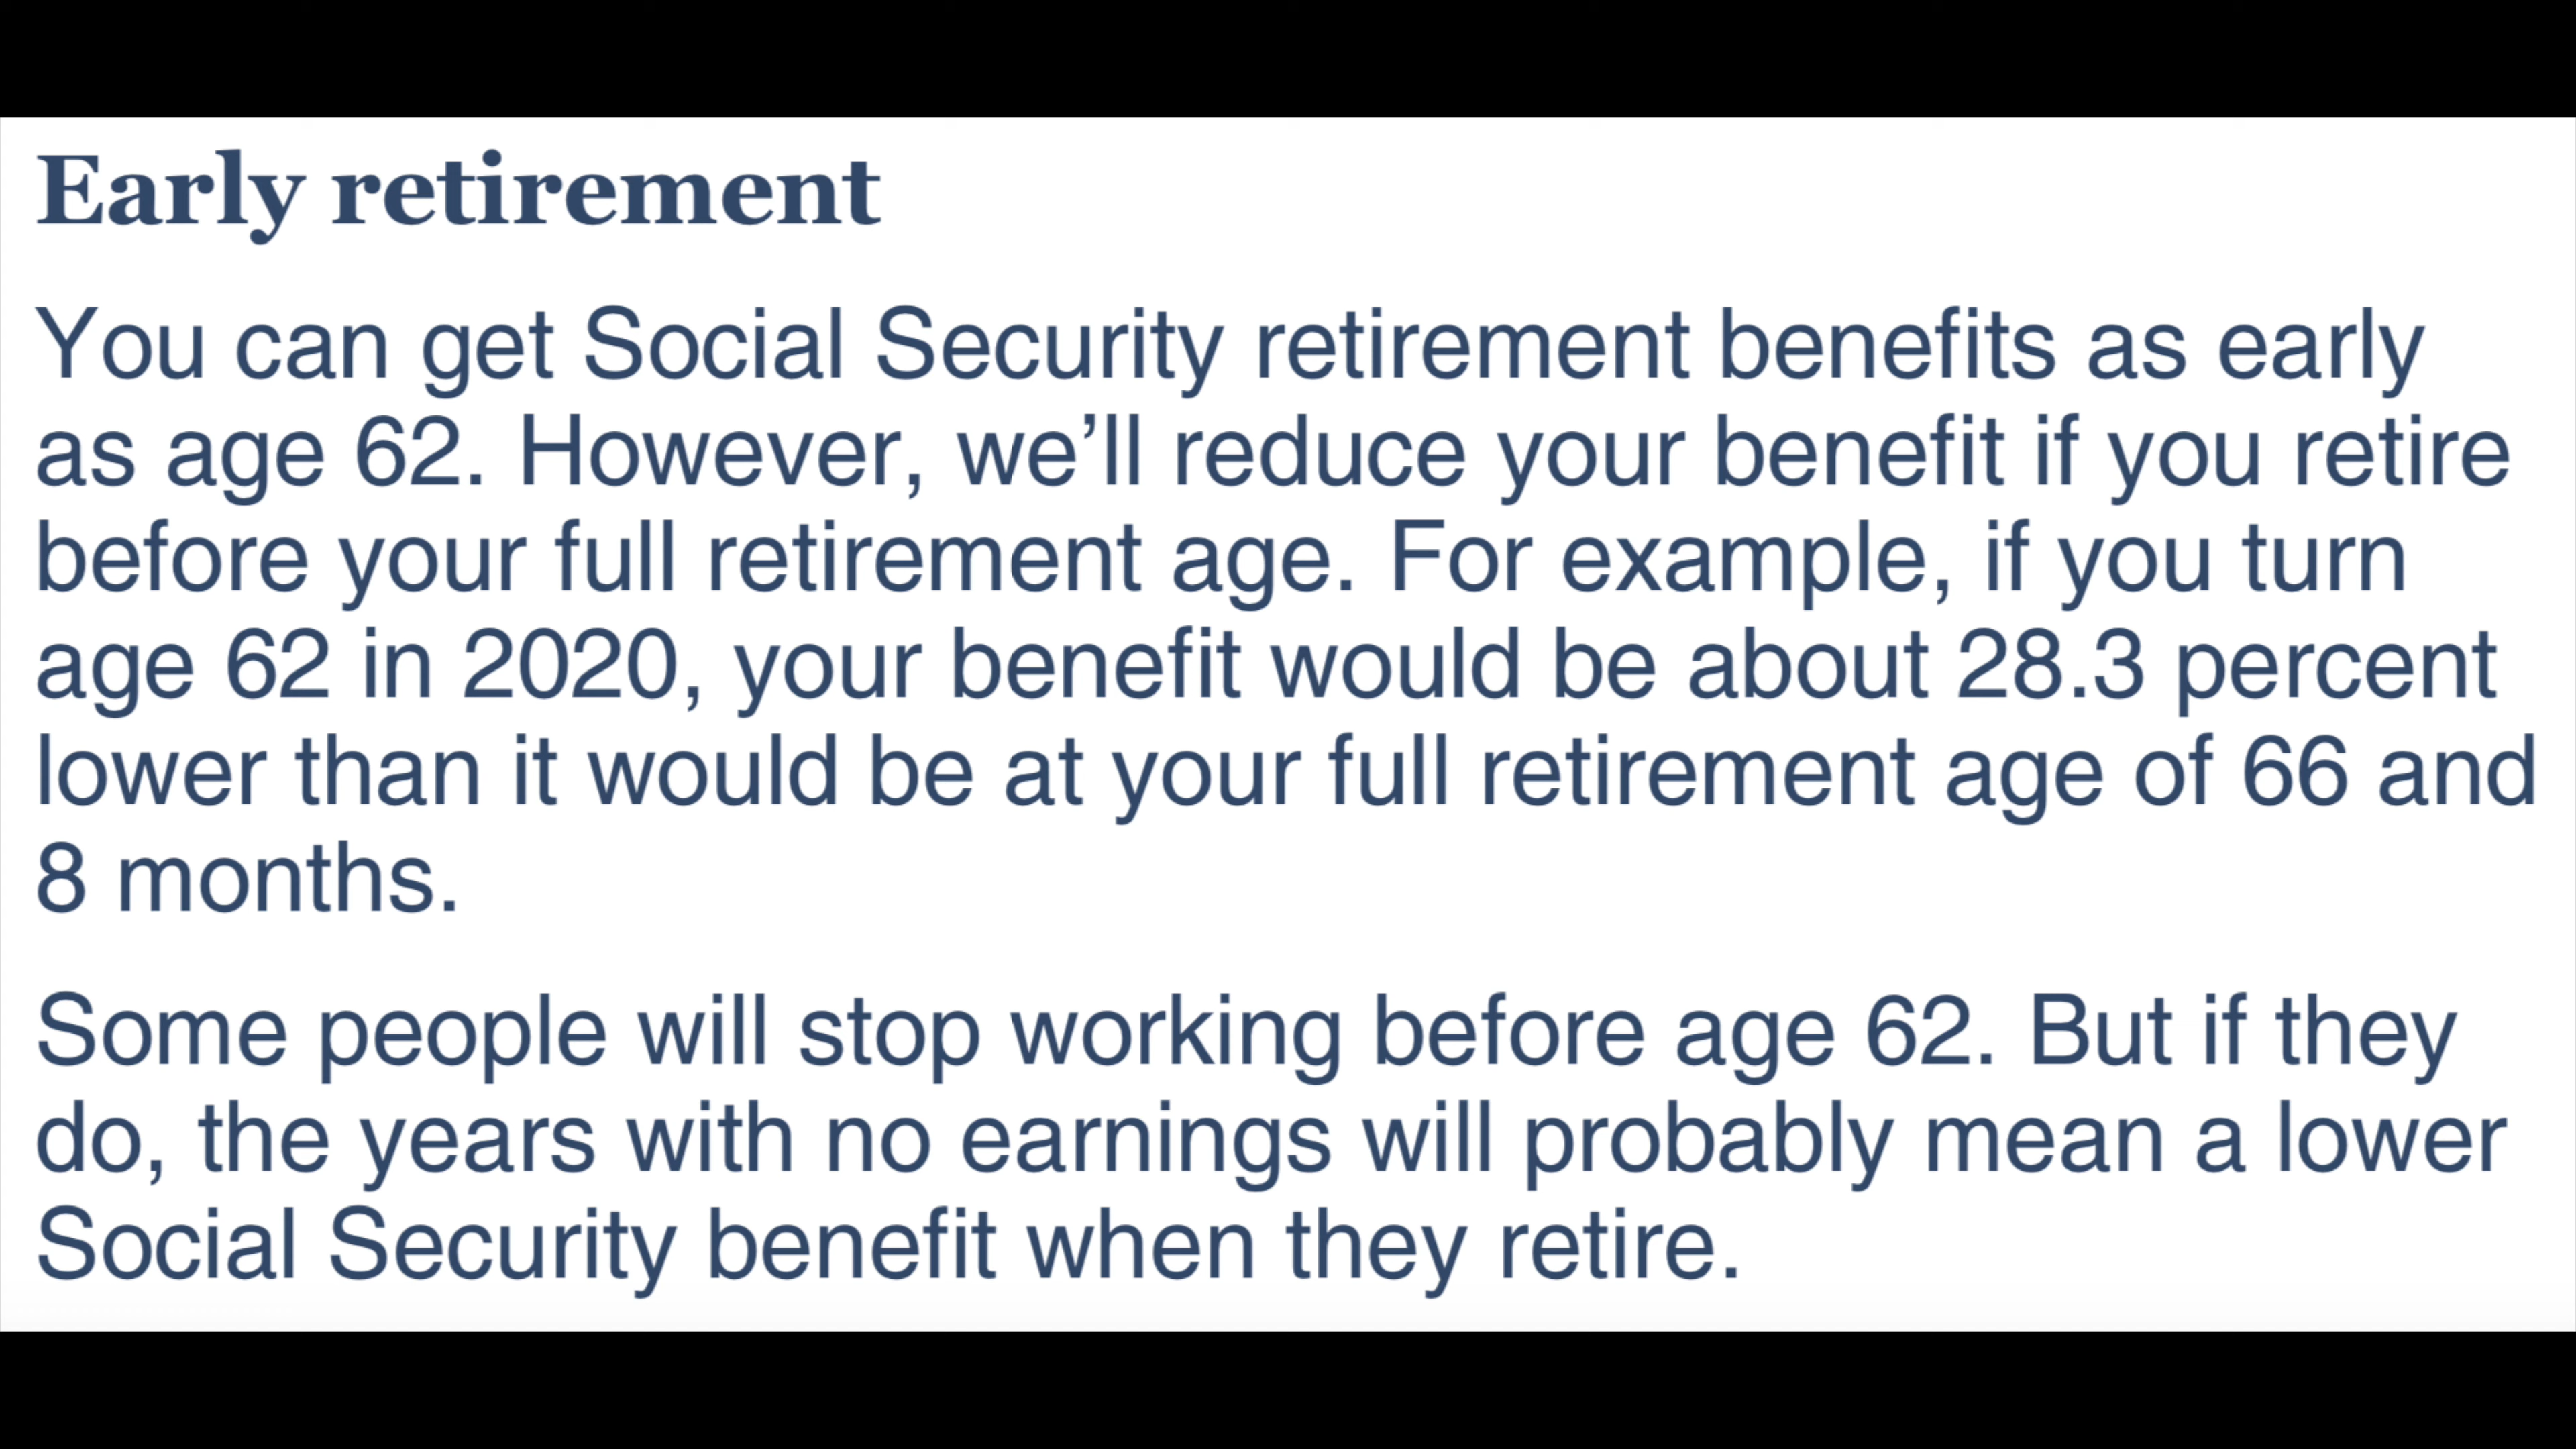 Early retirement
You can get Social Security retirement benefits as early
as age 62. However, we’ll reduce your benefit if you retire
before your full retirement age. For example, if you turn
age 62 in 2020, your benefit would be about 28.3 percent
lower than it would be at your full retirement age of 66 and
8 months.
Some people will stop working before age 62. But if they
do, the years with no earnings will probably mean a lower
Social Security benefit when they retire.